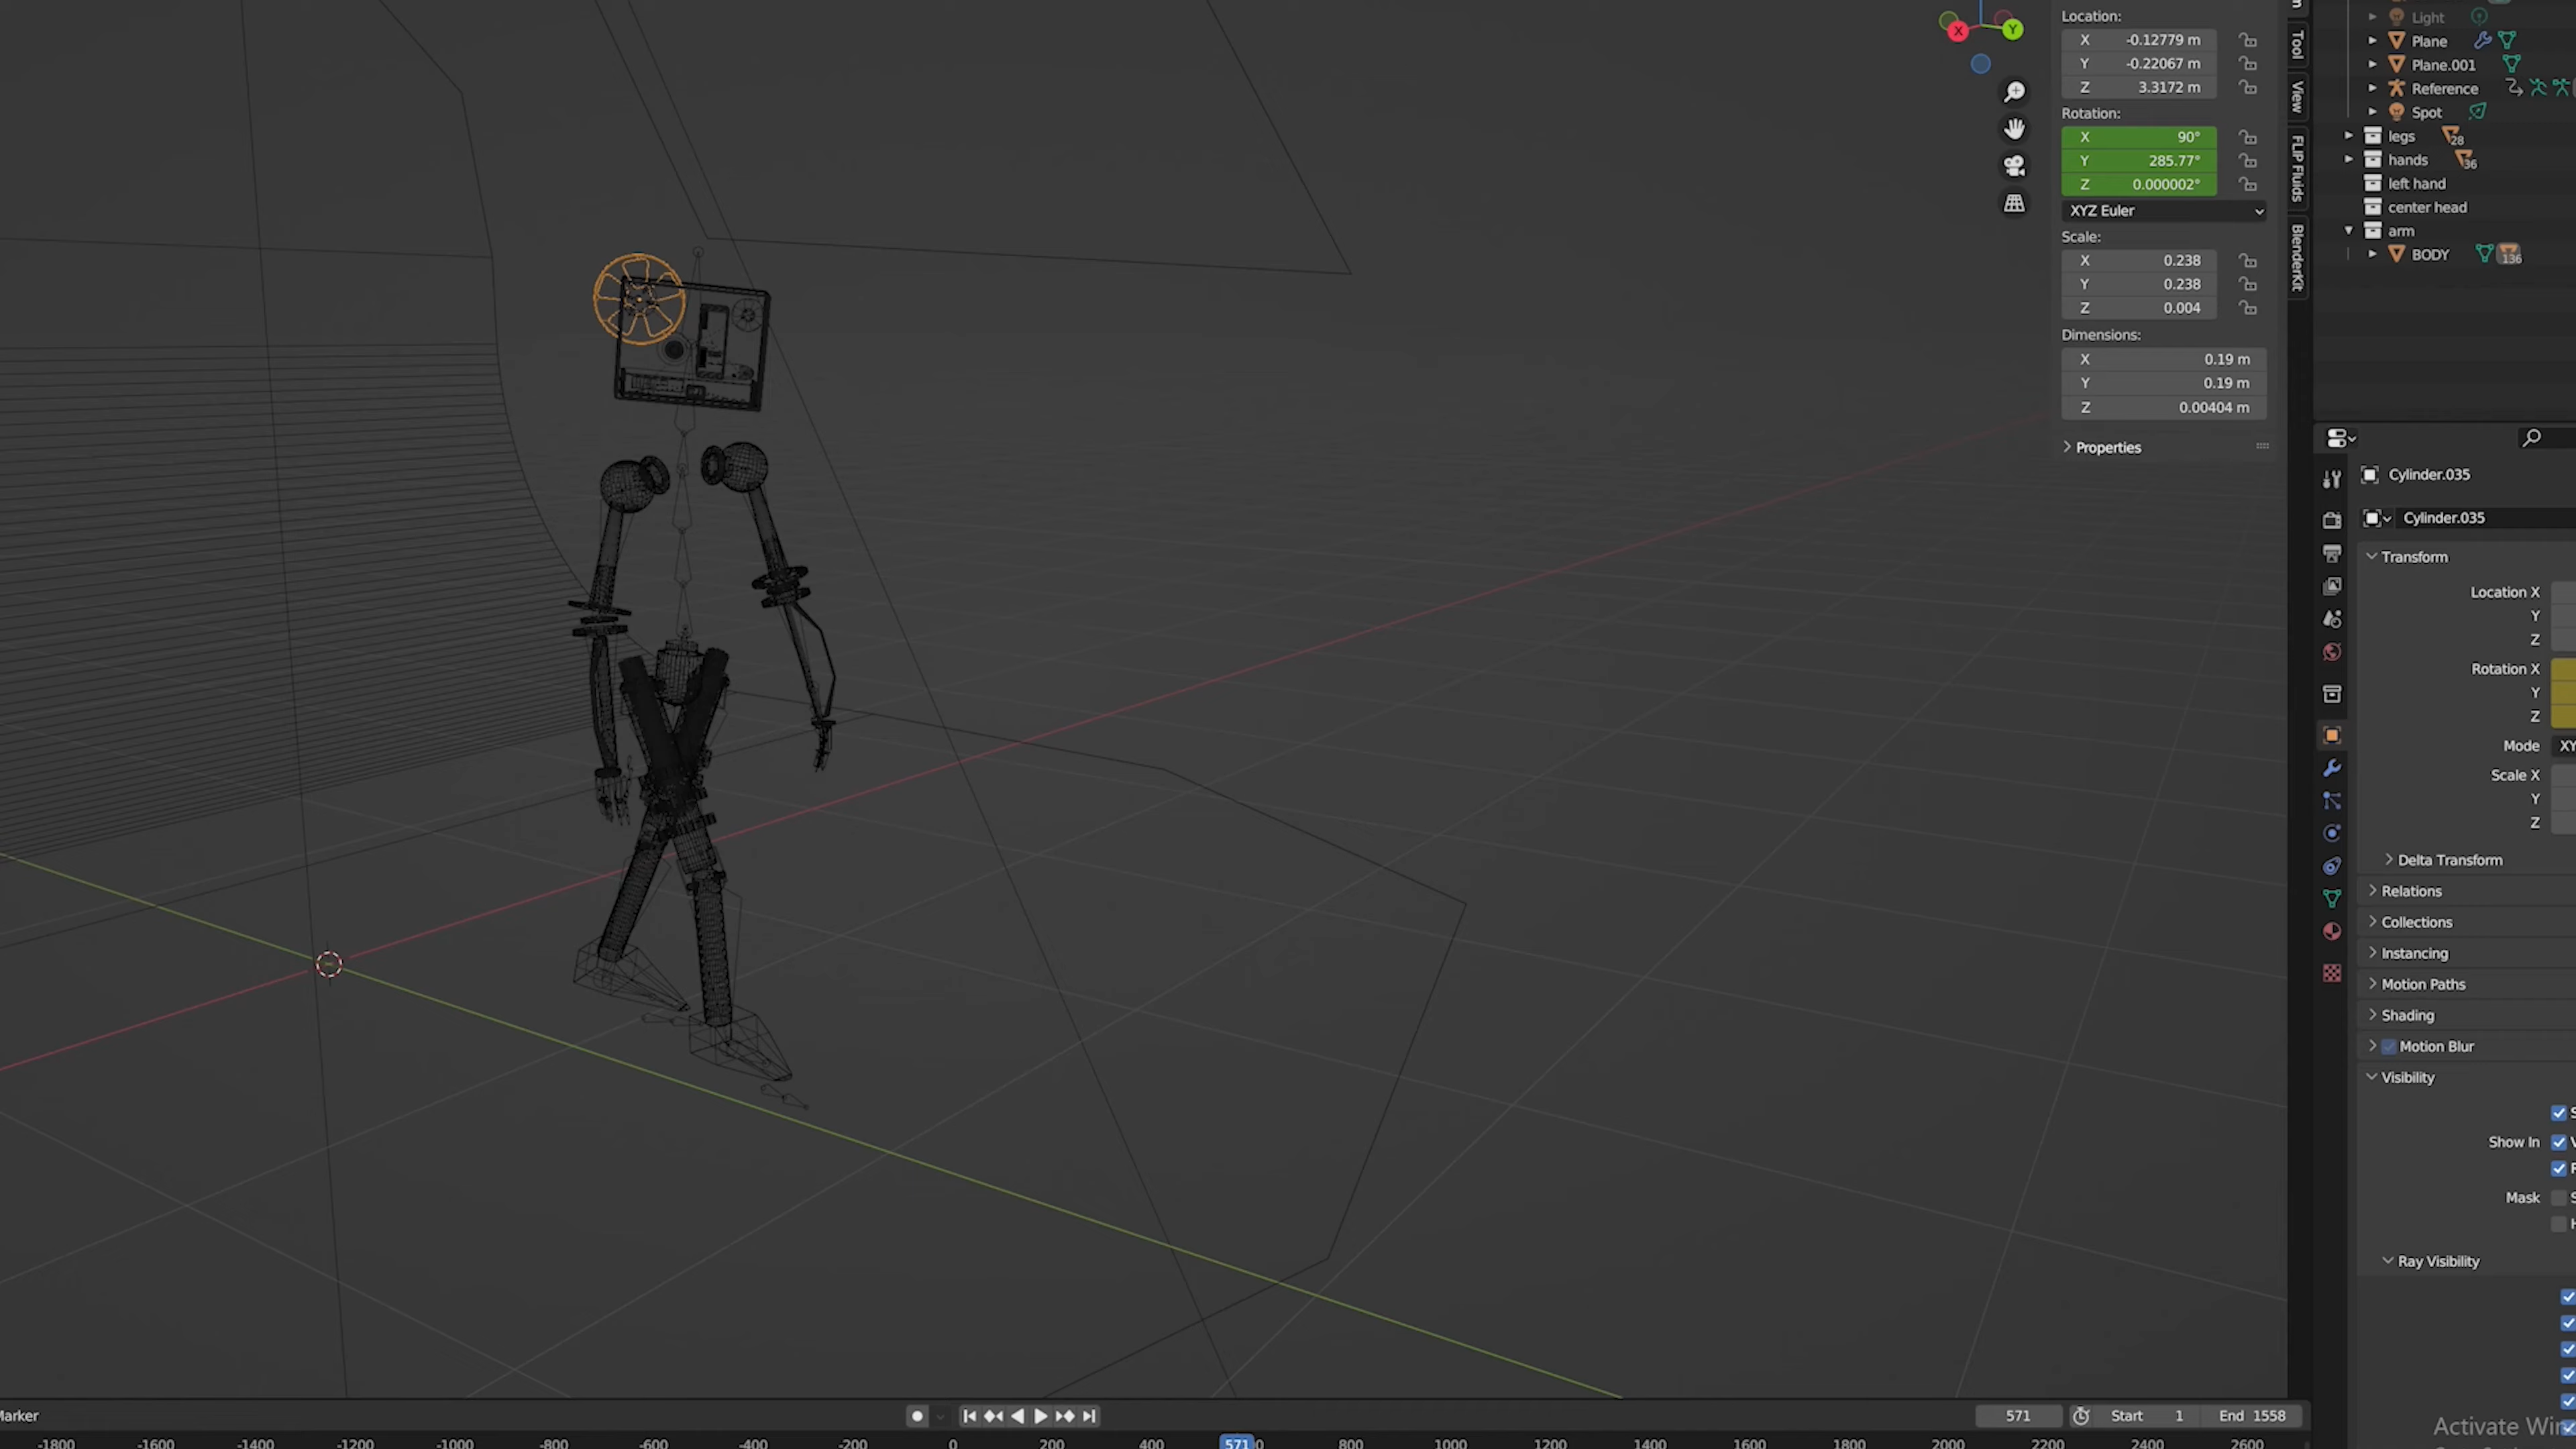 Location:
X -0.12779 m
Y -0.22067 m
Z 3.3172 m
Rotation:
X 90°
Y 285.77°
Z 0.000002°
XYZ Euler
Scale:
X 0.238
Y 0.238
Z 0.004
Dimensions:
X 0.19 m
Y 0.19 m
Z 0.00404 m
Properties
Tool
View
FLIP Fluids
BlenderKit
Light
Plane
Plane.001
Reference
Spot
legs 28
hands 36
left hand
center head
arm
BODY 136
Cylinder.035
Cylinder.035
Transform
Location X
Y
Z
Rotation X
Y
Z
Mode XY
Scale X
Y
Z
Delta Transform
Relations
Collections
Instancing
Motion Paths
Shading
Motion Blur
Visibility
Show In
Mask
Ray Visibility
X
Y
Marker
571
Start 1
End 1558
Activate Win
-1800 -1600 -1400 -1200 -1000 -800 -600 -400 -200 0 200 400 571 800 1000 1200 1400 1600 1800 2000 2200 2400 2600